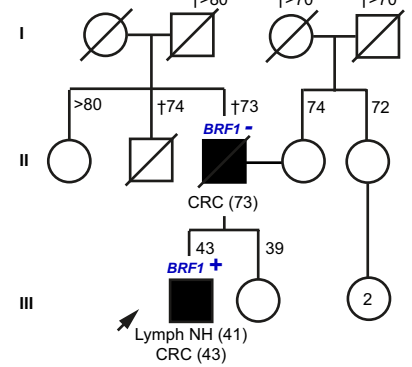 †>80 †>70 †>70
I
>80 †74 †73 74 72
BRF1 -
II
CRC (73)
43 39
BRF1 +
III
2
Lymph NH (41)
CRC (43)